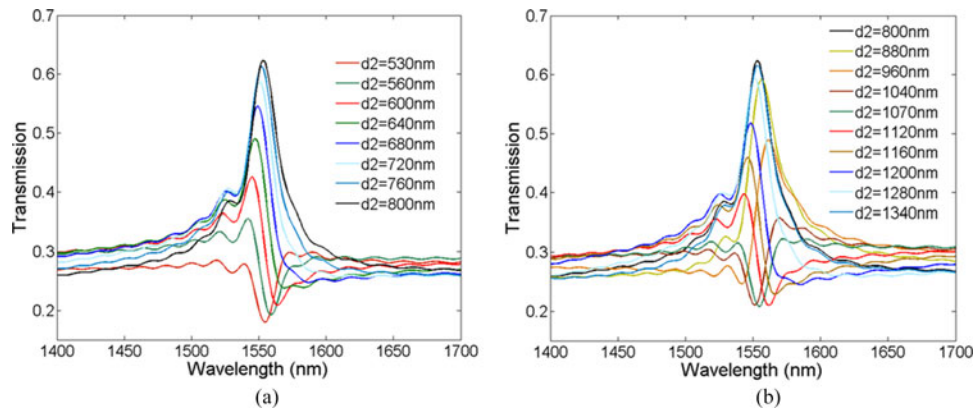 0.7
0.6
0.5
0.4
0.3
0.2
Transmission
d2=530nm
d2=560nm
d2=600nm
d2=640nm
d2=680nm
d2=720nm
d2=760nm
d2=800nm
1400 1450 1500 1550 1600 1650 1700
Wavelength (nm)
(a)
0.7
0.6
0.5
0.4
0.3
0.2
Transmission
d2=800nm
d2=880nm
d2=960nm
d2=1040nm
d2=1070nm
d2=1120nm
d2=1160nm
d2=1200nm
d2=1280nm
d2=1340nm
1400 1450 1500 1550 1600 1650 1700
Wavelength (nm)
(b)